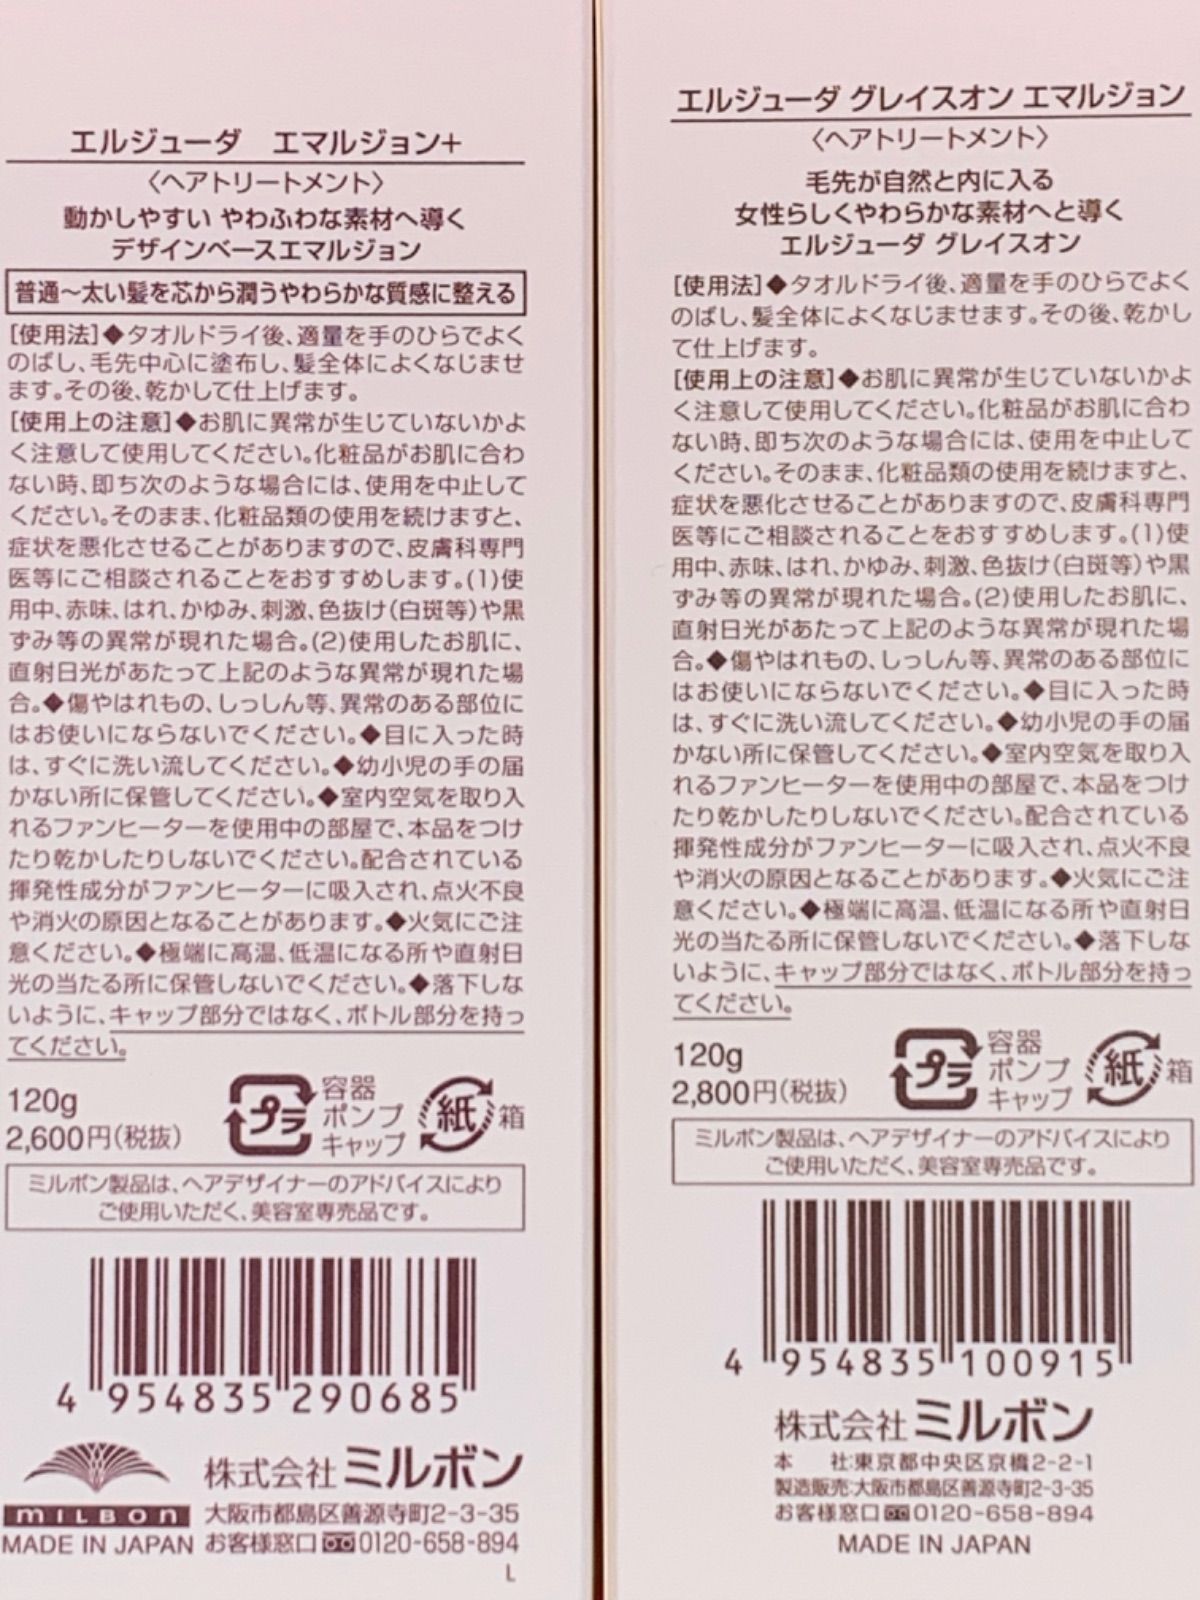 エルジューダ　エマルジョン+
〈ヘアトリートメント〉
動かしやすい やわふわな素材へ導く
デザインベースエマルジョン
普通〜太い髪を芯から潤うやわらかな質感に整える
[使用法]◆タオルドライ後、適量を手のひらでよく
のばし、毛先中心に塗布し、髪全体によくなじませ
ます。その後、乾かして仕上げます。
[使用上の注意]◆お肌に異常が生じていないかよ
く注意して使用してください。化粧品がお肌に合わ
ない時、即ち次のような場合には、使用を中止して
ください。そのまま、化粧品類の使用を続けますと、
症状を悪化させることがありますので、皮膚科専門
医等にご相談されることをおすすめします。(1)使
用中、赤味、はれ、かゆみ、刺激、色抜け(白斑等)や黒
ずみ等の異常が現れた場合。(2)使用したお肌に、
直射日光があたって上記のような異常が現れた場
合。◆傷やはれもの、しっしん等、異常のある部位に
はお使いにならないでください。◆目に入った時
は、すぐに洗い流してください。◆幼小児の手の届
かない所に保管してください。◆室内空気を取り入
れるファンヒーターを使用中の部屋で、本品をつけ
たり乾かしたりしないでください。配合されている
揮発性成分がファンヒーターに吸入され、点火不良
や消火の原因となることがあります。◆火気にご注
意ください。◆極端に高温、低温になる所や直射日
光の当たる所に保管しないでください。◆落下しな
いように、キャップ部分ではなく、ボトル部分を持っ
てください。
120g
2,600円(税抜)
プラ
容器
ポンプ
キャップ
紙
箱
ミルボン製品は、ヘアデザイナーのアドバイスにより
ご使用いただく、美容室専売品です。
4 954835 290685
MILBON
MADE IN JAPAN
株式会社ミルボン
大阪市都島区善源寺町2-3-35
お客様窓口 0120-658-894
L
エルジューダ グレイスオン エマルジョン
〈ヘアトリートメント〉
毛先が自然と内に入る
女性らしくやわらかな素材へと導く
エルジューダ グレイスオン
[使用法]◆タオルドライ後、適量を手のひらでよく
のばし、髪全体によくなじませます。その後、乾かし
て仕上げます。
[使用上の注意]◆お肌に異常が生じていないかよ
く注意して使用してください。化粧品がお肌に合わ
ない時、即ち次のような場合には、使用を中止して
ください。そのまま、化粧品類の使用を続けますと、
症状を悪化させることがありますので、皮膚科専門
医等にご相談されることをおすすめします。(1)使
用中、赤味、はれ、かゆみ、刺激、色抜け(白斑等)や黒
ずみ等の異常が現れた場合。(2)使用したお肌に、
直射日光があたって上記のような異常が現れた場
合。◆傷やはれもの、しっしん等、異常のある部位に
はお使いにならないでください。◆目に入った時
は、すぐに洗い流してください。◆幼小児の手の届
かない所に保管してください。◆室内空気を取り入
れるファンヒーターを使用中の部屋で、本品をつけ
たり乾かしたりしないでください。配合されている
揮発性成分がファンヒーターに吸入され、点火不良
や消火の原因となることがあります。◆火気にご注
意ください。◆極端に高温、低温になる所や直射日
光の当たる所に保管しないでください。◆落下しな
いように、キャップ部分ではなく、ボトル部分を持っ
てください。
120g
2,800円(税抜)
プラ
容器
ポンプ
キャップ
紙
箱
ミルボン製品は、ヘアデザイナーのアドバイスにより
ご使用いただく、美容室専売品です。
4 954835 100915
株式会社ミルボン
本　　社:東京都中央区京橋2-2-1
製造販売:大阪市都島区善源寺町2-3-35
お客様窓口 0120-658-894
MADE IN JAPAN